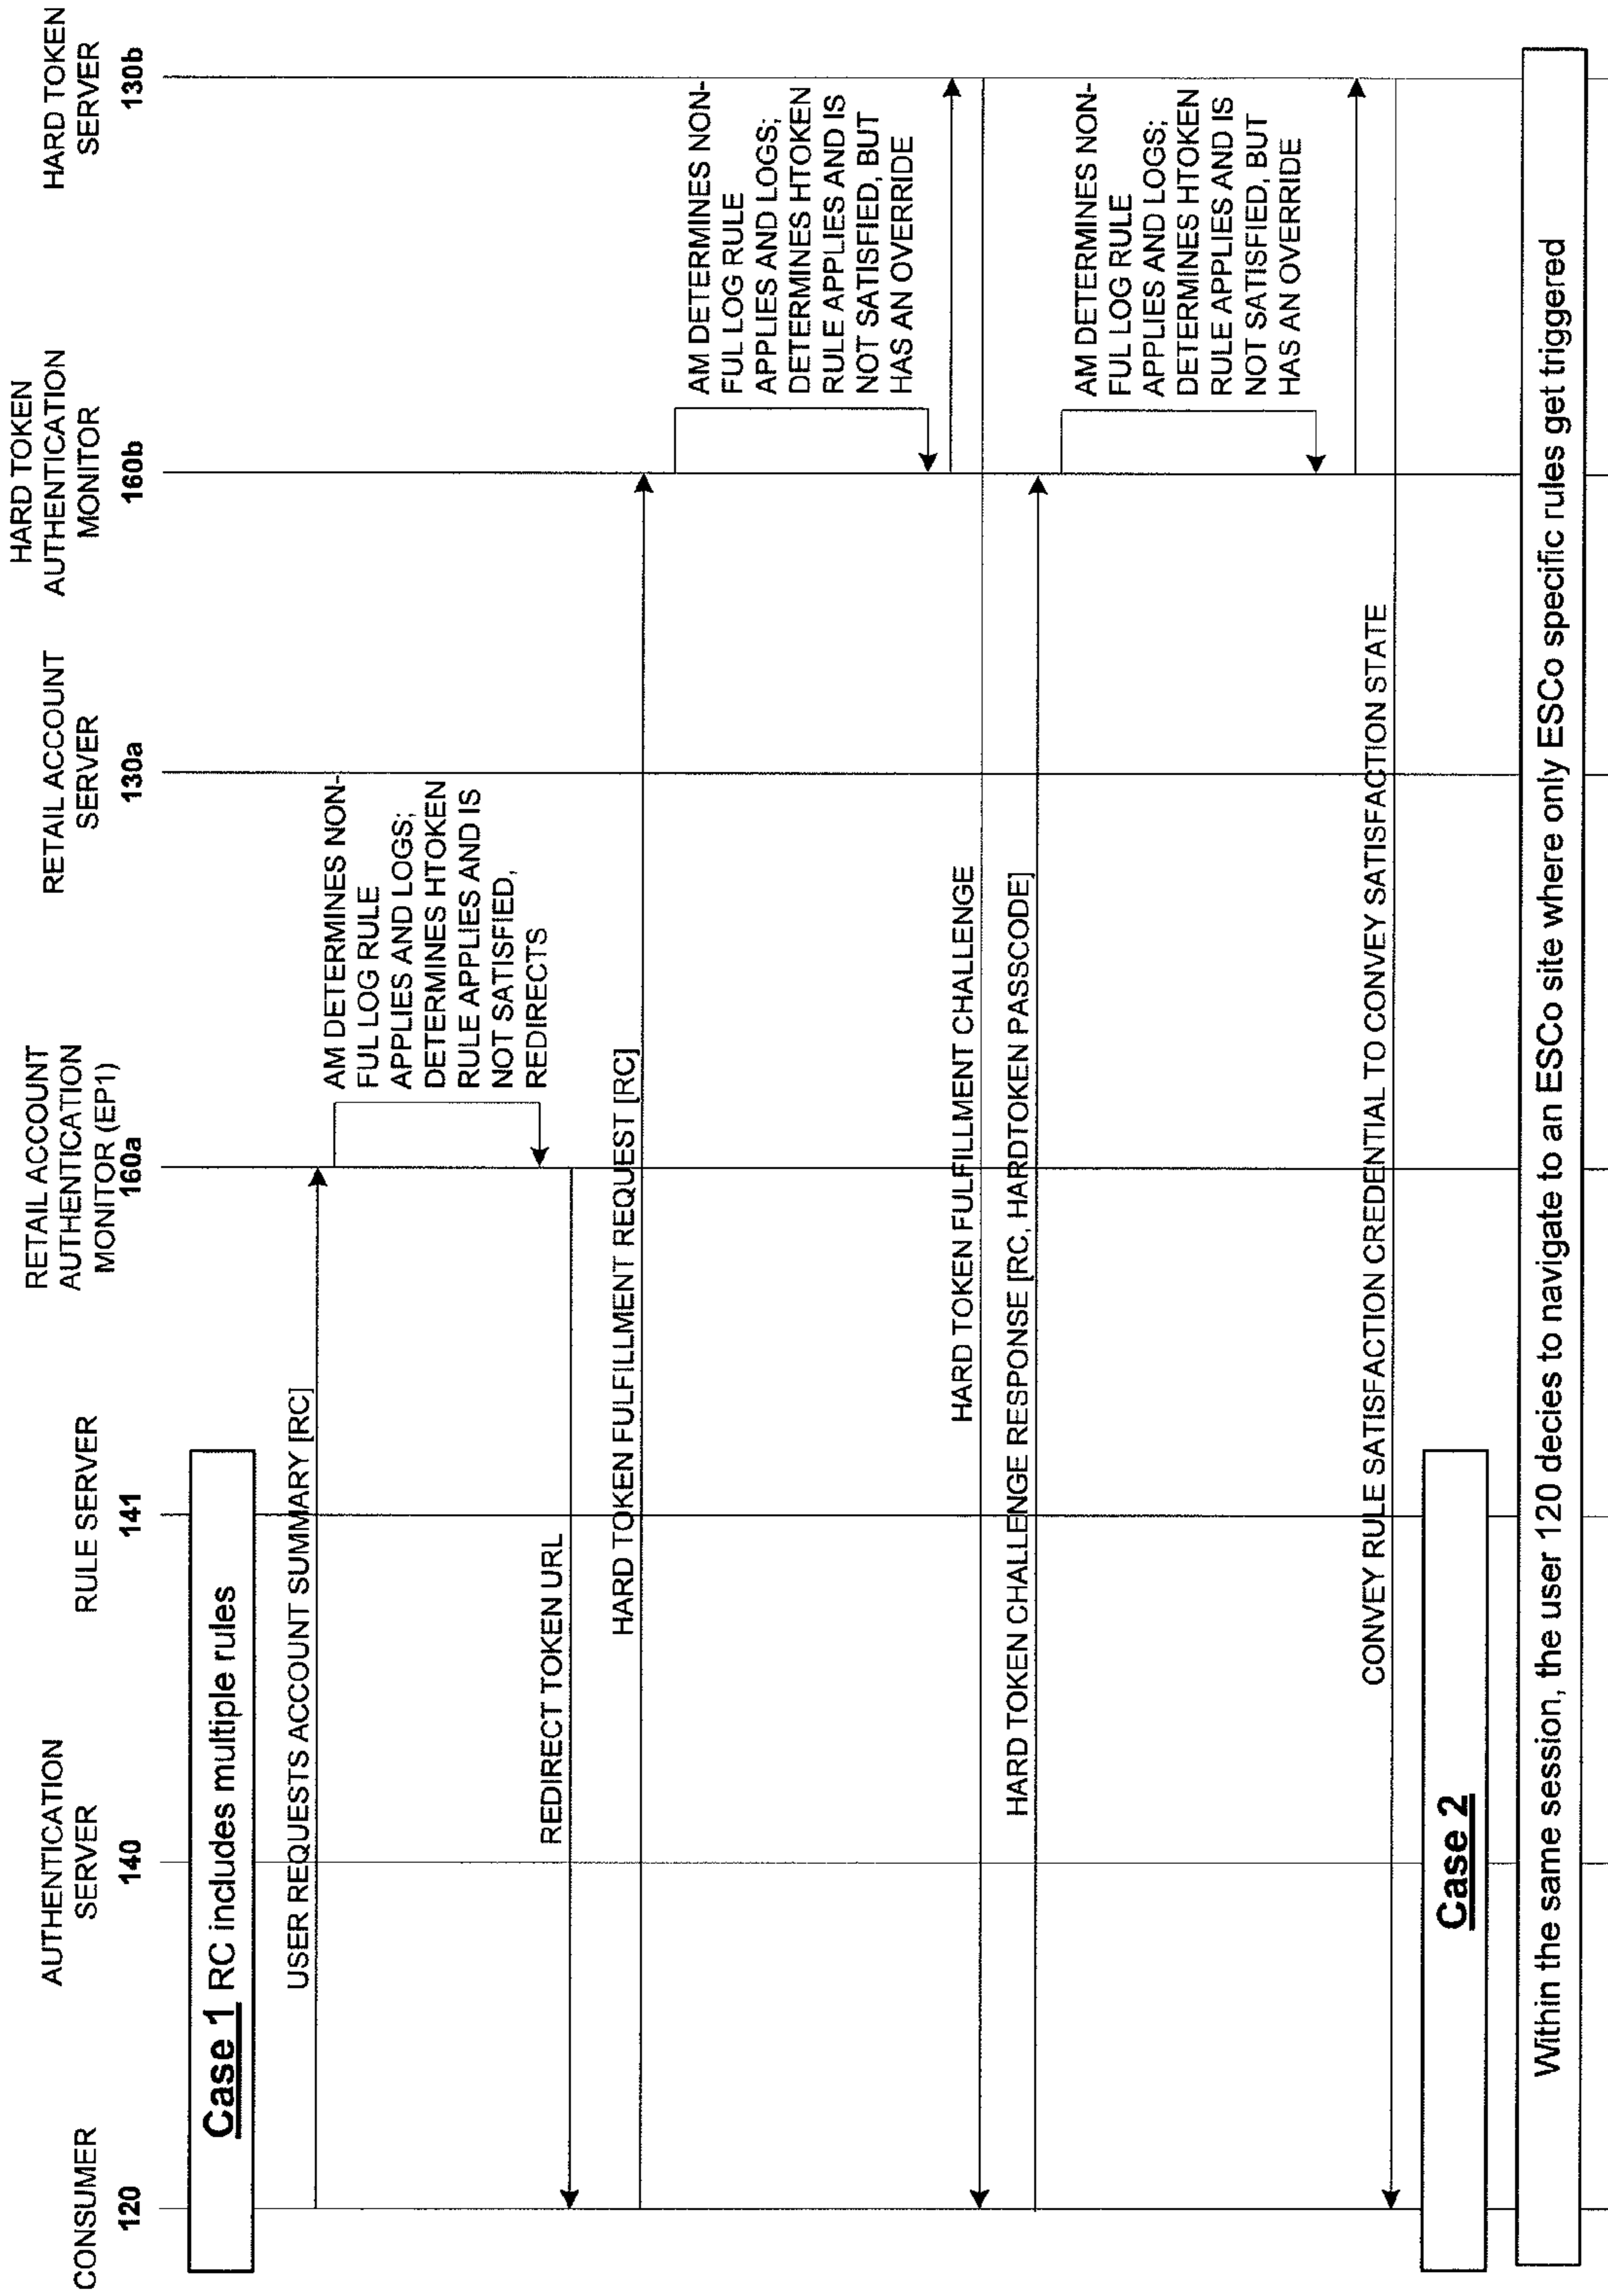 CONSUMER
120
AUTHENTICATION
SERVER
140
RULE SERVER
141
RETAIL ACCOUNT
AUTHENTICATION
MONITOR (EP1)
160a
RETAIL ACCOUNT
SERVER
130a
HARD TOKEN
AUTHENTICATION
MONITOR
160b
HARD TOKEN
SERVER
130b
Case 1 RC includes multiple rules
USER REQUESTS ACCOUNT SUMMARY [RC]
AM DETERMINES NON-
FUL LOG RULE
APPLIES AND LOGS;
DETERMINES HTOKEN
RULE APPLIES AND IS
NOT SATISFIED,
REDIRECTS
REDIRECT TOKEN URL
HARD TOKEN FULFILLMENT REQUEST [RC]
AM DETERMINES NON-
FUL LOG RULE
APPLIES AND LOGS;
DETERMINES HTOKEN
RULE APPLIES AND IS
NOT SATISFIED, BUT
HAS AN OVERRIDE
HARD TOKEN FULFILLMENT CHALLENGE
HARD TOKEN CHALLENGE RESPONSE [RC, HARDTOKEN PASSCODE]
AM DETERMINES NON-
FUL LOG RULE
APPLIES AND LOGS;
DETERMINES HTOKEN
RULE APPLIES AND IS
NOT SATISFIED, BUT
HAS AN OVERRIDE
CONVEY RULE SATISFACTION CREDENTIAL TO CONVEY SATISFACTION STATE
Case 2
Within the same session, the user 120 decies to navigate to an ESCo site where only ESCo specific rules get triggered